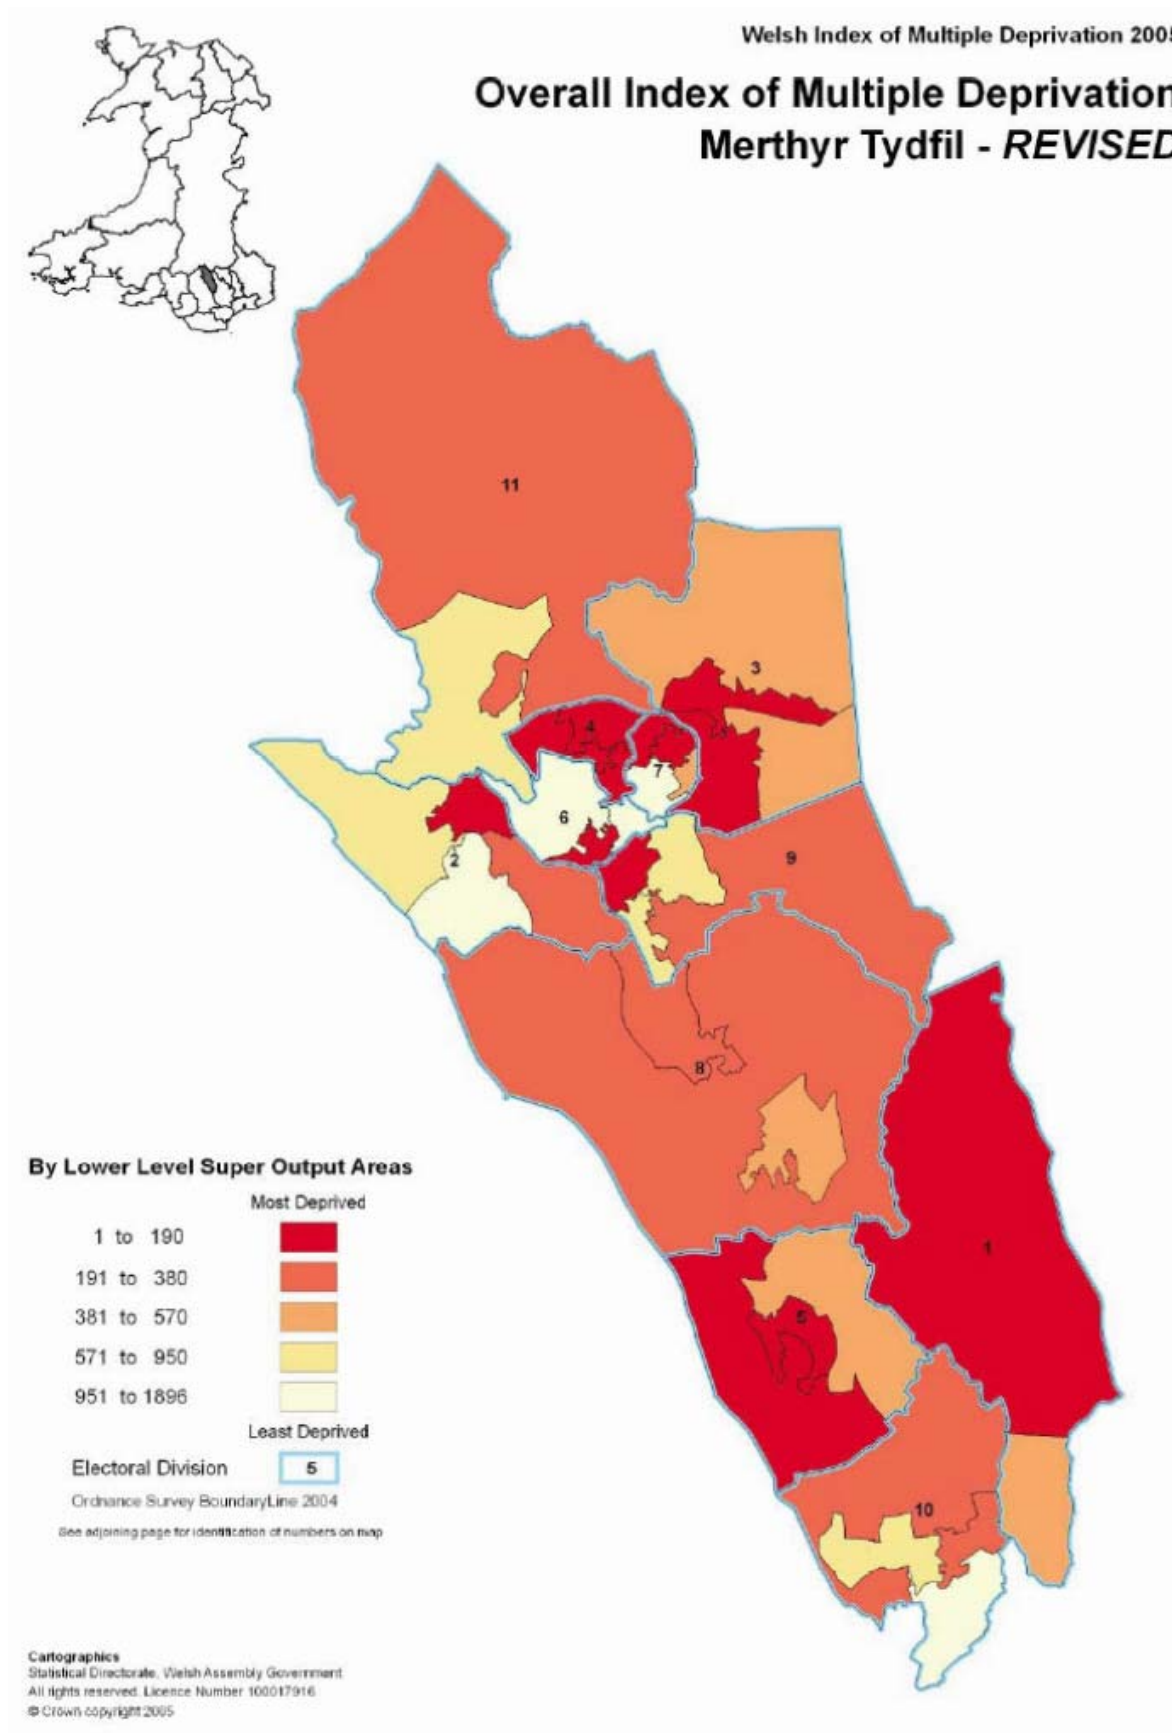 Welsh Index of Multiple Deprivation 2005
Overall Index of Multiple Deprivation
Merthyr Tydfil - REVISED
11
3
4
7
6
9
2
8
1
5
10
By Lower Level Super Output Areas
Most Deprived
1 to 190
191 to 380
381 to 570
571 to 950
951 to 1896
Least Deprived
Electoral Division 5
Ordnance Survey BoundaryLine 2004
See adjoining page for identification of numbers on map
Cartographics
Statistical Directorate, Welsh Assembly Government
All rights reserved. Licence Number 100017916
© Crown copyright 2005